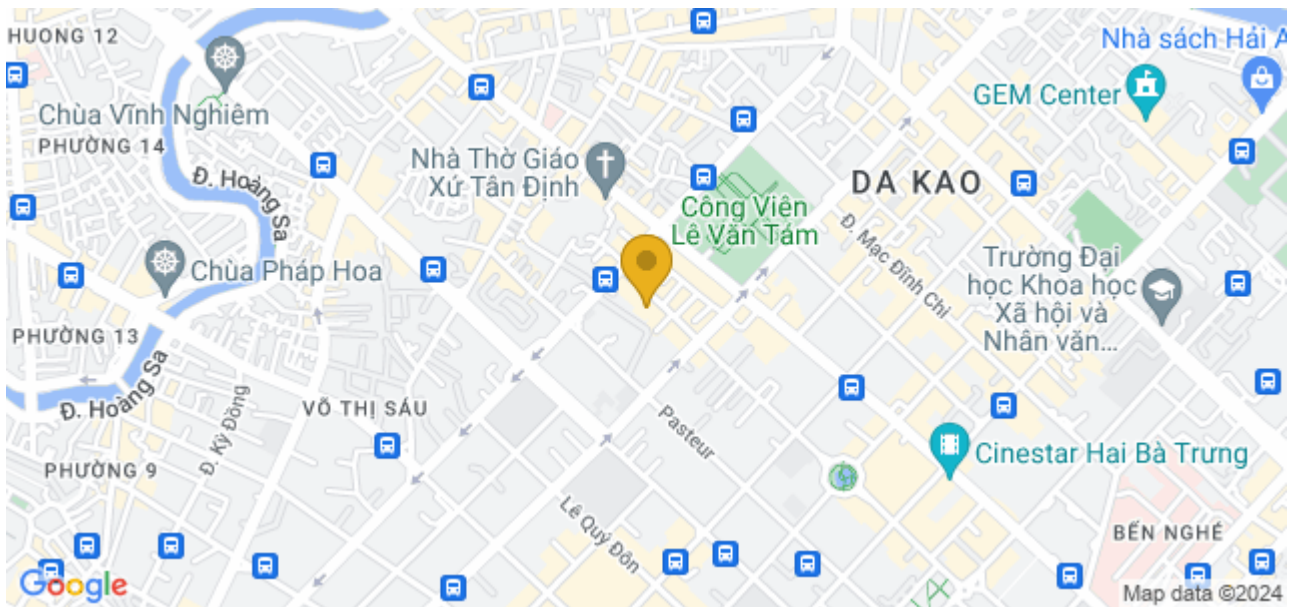 HUONG 12
Nhà sách Hải A
GEM Center
Chùa Vĩnh Nghiêm
PHƯỜNG 14
Nhà Thờ Giáo
Xứ Tân Định
Đ. Hoàng Sa
DA KAO
Công Viên
Lê Văn Tám
Đ. Mạc Đĩnh Chi
Trường Đại
học Khoa học
Xã hội và
Nhân văn...
Chùa Pháp Hoa
PHƯỜNG 13
Đ. Hoàng Sa
VÕ THỊ SÁU
Đ. Kỳ Đồng
Pasteur
PHƯỜNG 9
Cinestar Hai Bà Trưng
Lê Quý Đôn
BẾN NGHÉ
Google
Map data ©2024